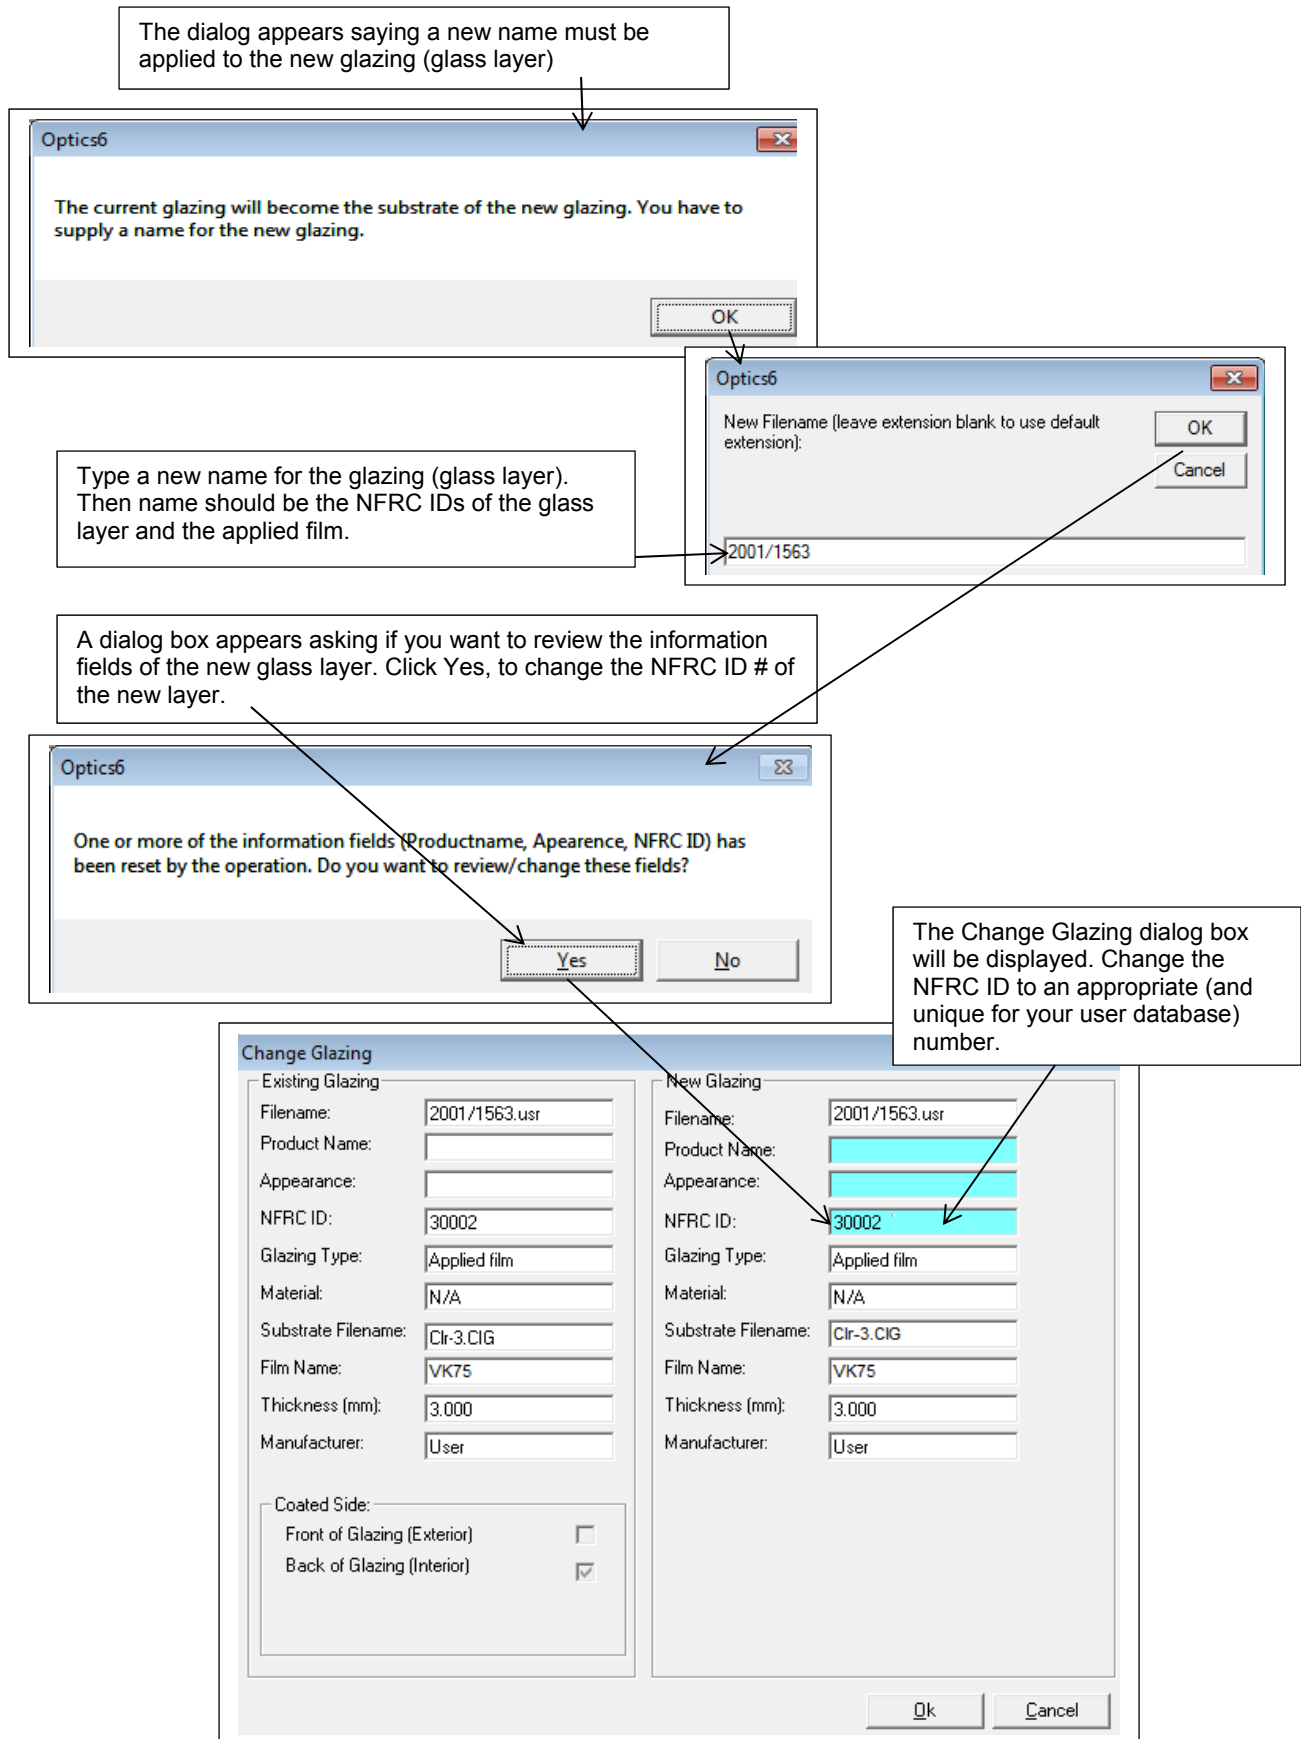 The dialog appears saying a new name must be
applied to the new glazing (glass layer)
Optics6
The current glazing will become the substrate of the new glazing. You have to
supply a name for the new glazing.
OK
Optics6
New Filename (leave extension blank to use default
extension):
OK
Cancel
2001/1563
Type a new name for the glazing (glass layer).
Then name should be the NFRC IDs of the glass
layer and the applied film.
A dialog box appears asking if you want to review the information
fields of the new glass layer. Click Yes, to change the NFRC ID # of
the new layer.
Optics6
One or more of the information fields (Productname, Apearence, NFRC ID) has
been reset by the operation. Do you want to review/change these fields?
Yes
No
The Change Glazing dialog box
will be displayed. Change the
NFRC ID to an appropriate (and
unique for your user database)
number.
Change Glazing
Existing Glazing
Filename: 2001/1563.usr
Product Name:
Appearance:
NFRC ID: 30002
Glazing Type: Applied film
Material: N/A
Substrate Filename: Clr-3.CIG
Film Name: VK75
Thickness (mm): 3.000
Manufacturer: User
Coated Side:
Front of Glazing (Exterior)
Back of Glazing (Interior)
New Glazing
Filename: 2001/1563.usr
Product Name:
Appearance:
NFRC ID: 30002
Glazing Type: Applied film
Material: N/A
Substrate Filename: Clr-3.CIG
Film Name: VK75
Thickness (mm): 3.000
Manufacturer: User
Ok
Cancel